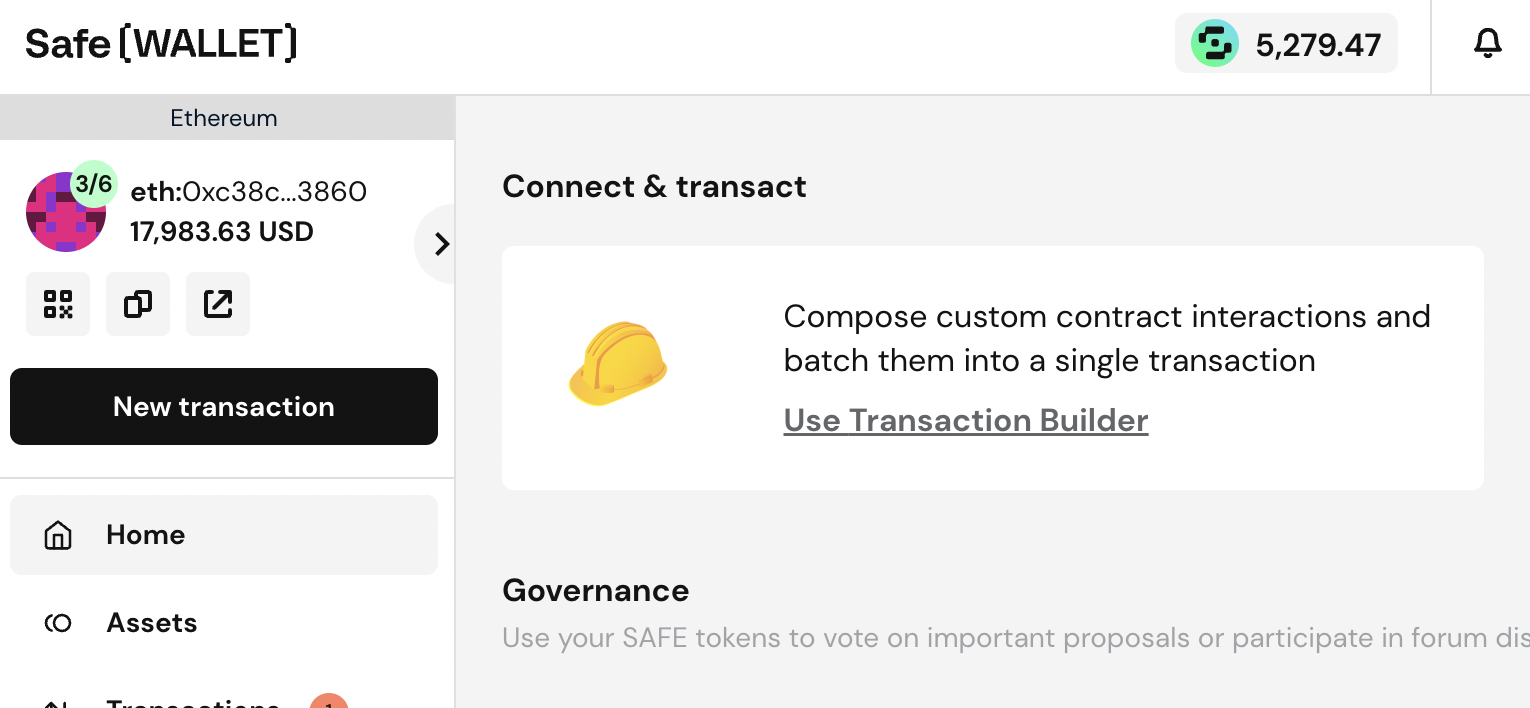 Safe{WALLET}
5,279.47
Ethereum
3/6
eth:0xc38c...3860
17,983.63 USD
New transaction
Home
Assets
Transactions 1
Connect & transact
Compose custom contract interactions and
batch them into a single transaction
Use Transaction Builder
Governance
Use your SAFE tokens to vote on important proposals or participate in forum dis